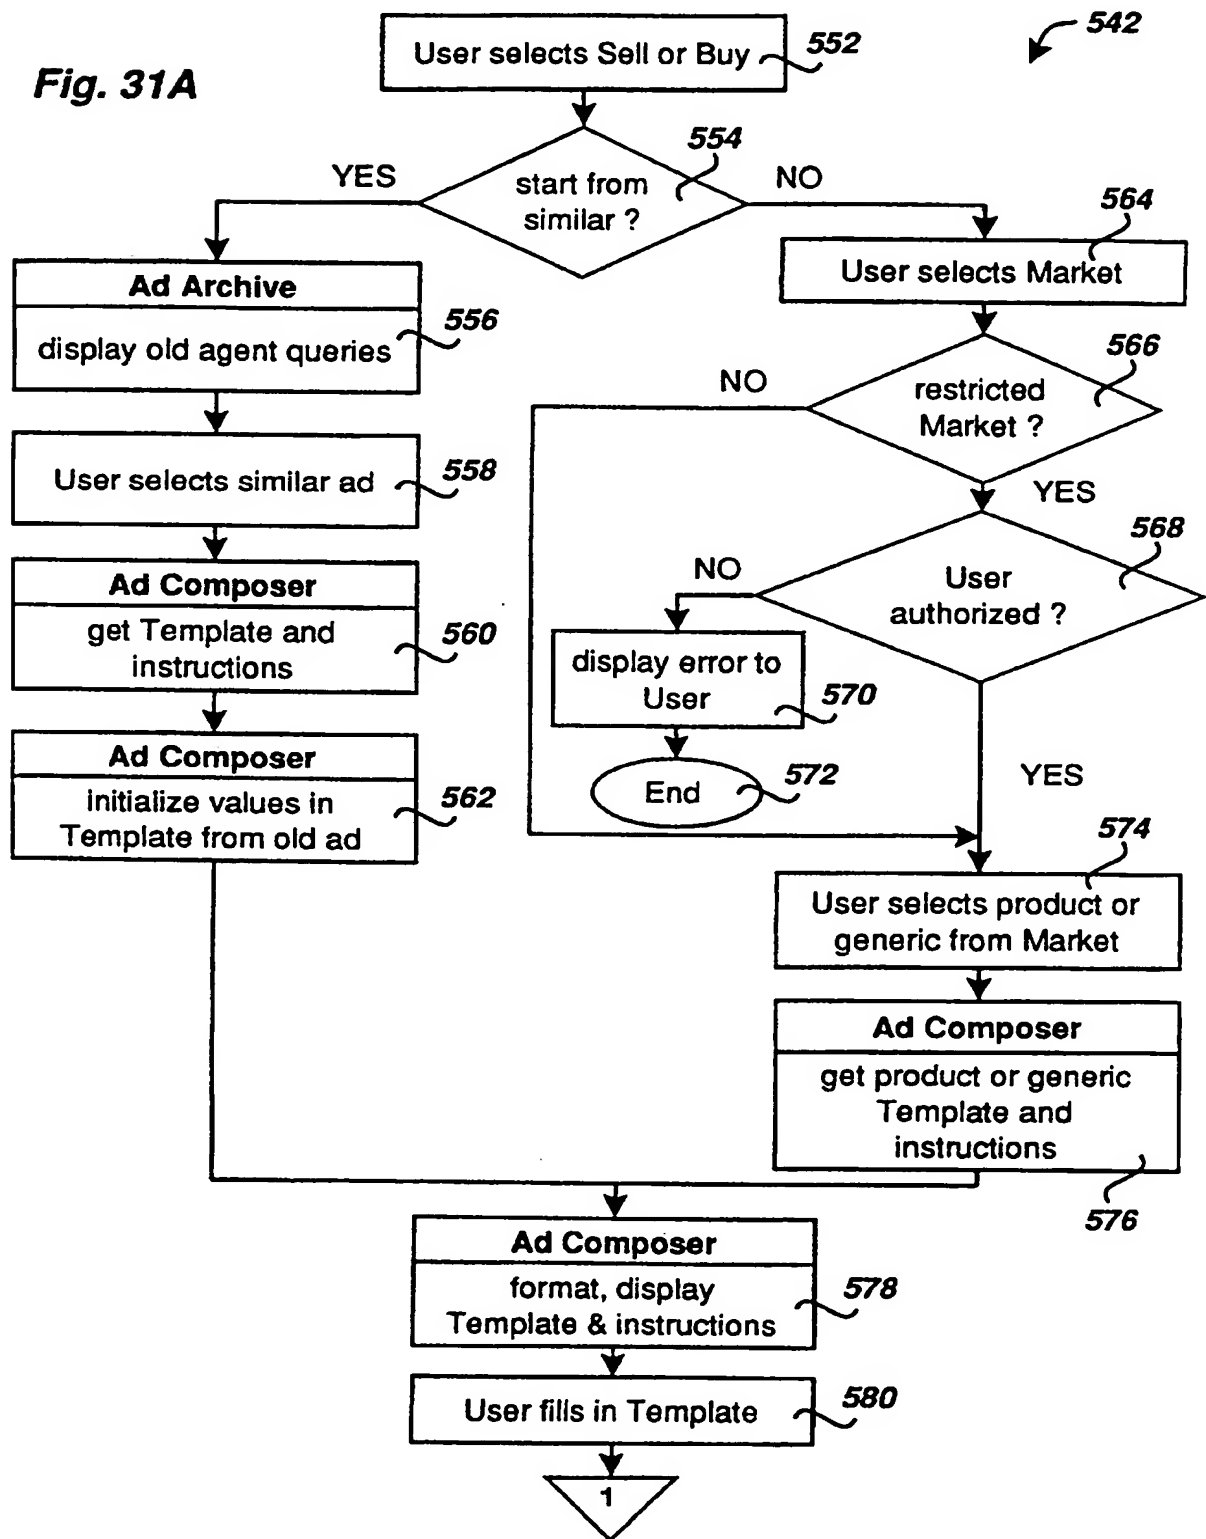 542
User selects Sell or Buy
552
Fig. 31A
554
YES
start from
similar ?
NO
564
User selects Market
Ad Archive
display old agent queries
556
566
NO
restricted
Market ?
User selects similar ad
558
YES
568
Ad Composer
get Template and
instructions
560
NO
User
authorized ?
display error to
User
570
Ad Composer
initialize values in
Template from old ad
562
End
572
YES
574
User selects product or
generic from Market
Ad Composer
get product or generic
Template and
instructions
576
Ad Composer
format, display
Template & instructions
578
User fills in Template
580
1